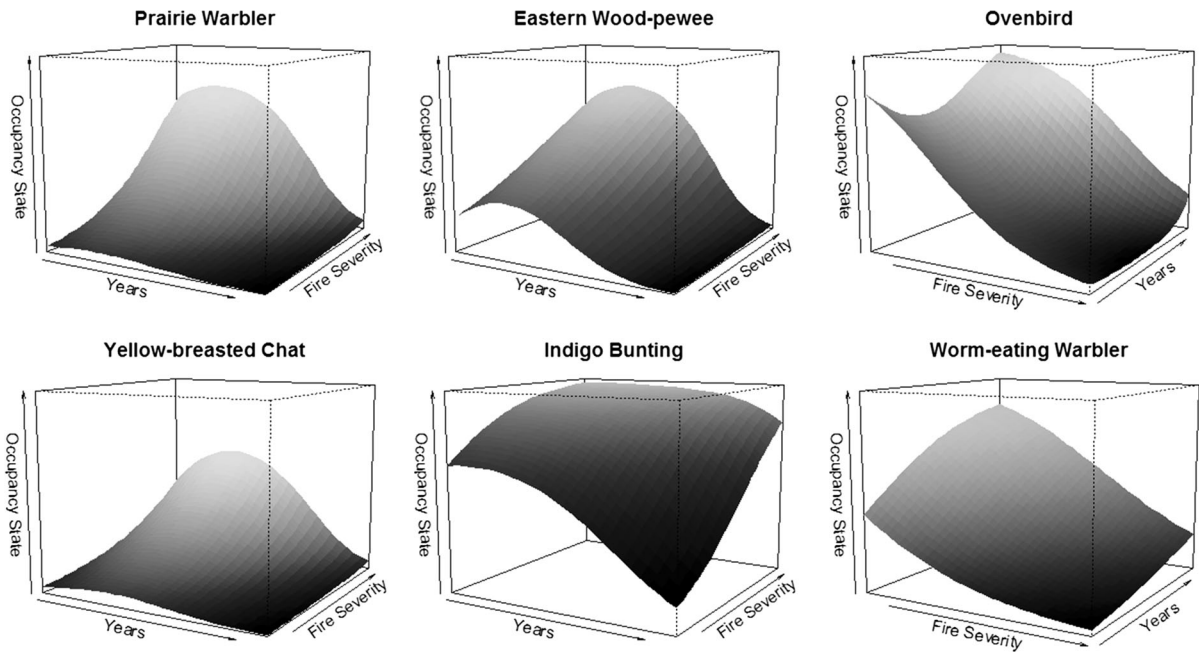 Prairie Warbler
Occupancy State
Years
Fire Severity
Eastern Wood-pewee
Occupancy State
Years
Fire Severity
Ovenbird
Occupancy State
Fire Severity
Years
Yellow-breasted Chat
Occupancy State
Years
Fire Severity
Indigo Bunting
Occupancy State
Years
Fire Severity
Worm-eating Warbler
Occupancy State
Fire Severity
Years